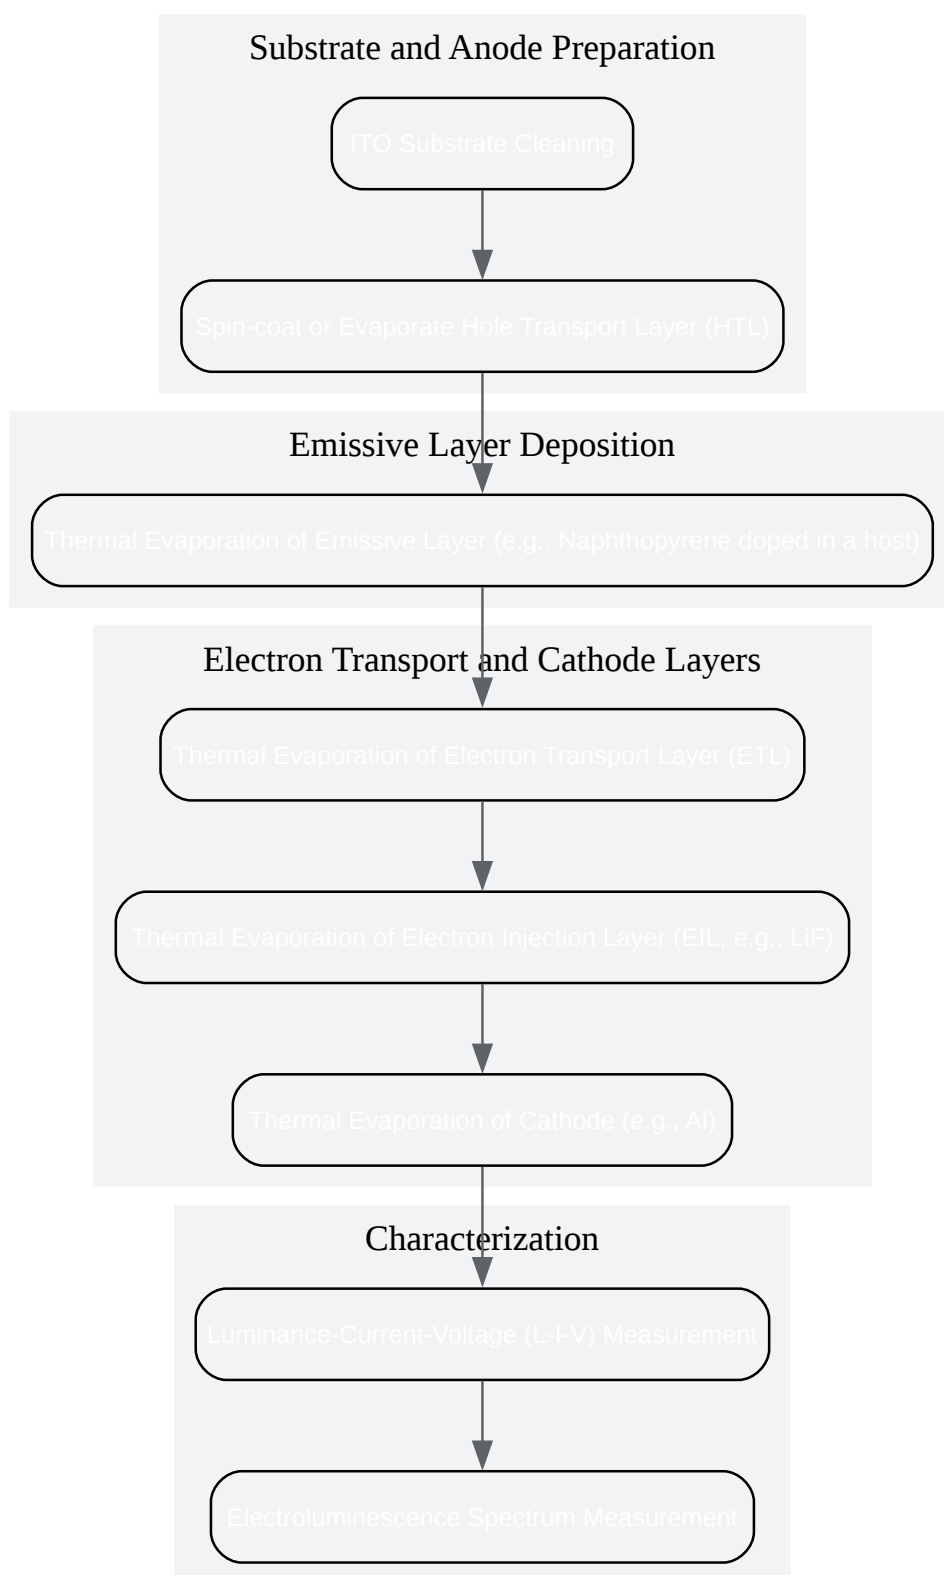 Substrate and Anode Preparation
ITO Substrate Cleaning
Spin-coat or Evaporate Hole Transport Layer (HTL)
Emissive Layer Deposition
Thermal Evaporation of Emissive Layer (e.g., Naphthopyrene doped in a host)
Electron Transport and Cathode Layers
Thermal Evaporation of Electron Transport Layer (ETL)
Thermal Evaporation of Electron Injection Layer (EIL, e.g., LiF)
Thermal Evaporation of Cathode (e.g., Al)
Characterization
Luminance-Current-Voltage (L-I-V) Measurement
Electroluminescence Spectrum Measurement